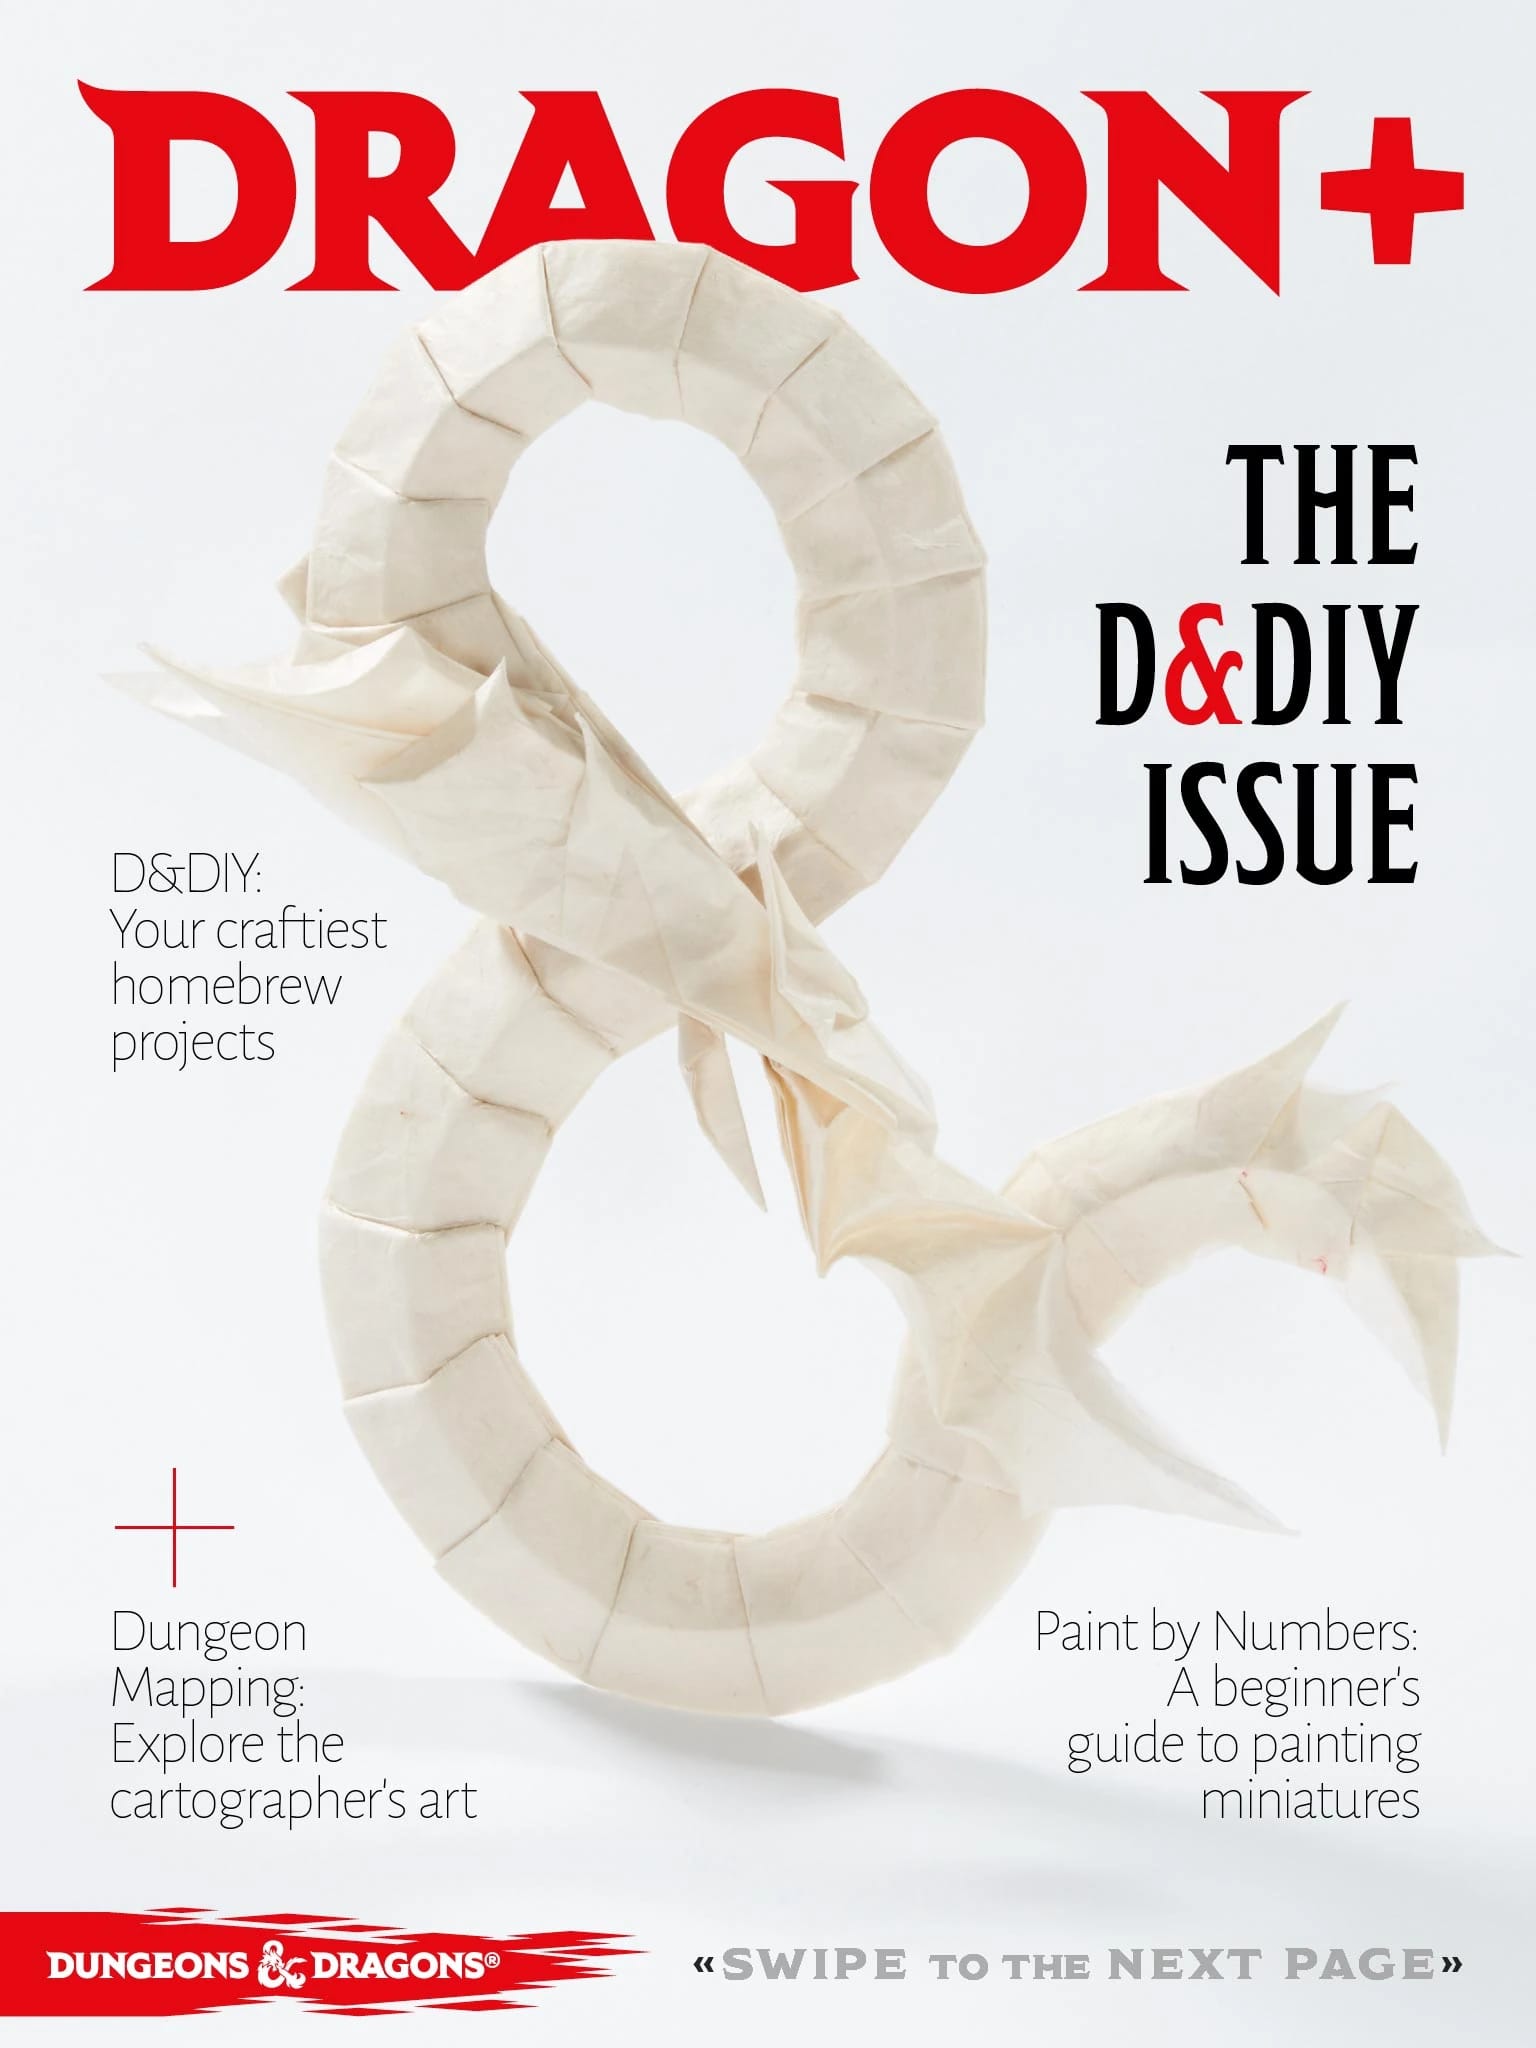 DRAGON+
THE
D&DIY
ISSUE
D&DIY:
Your craftiest
homebrew
projects
Dungeon
Mapping:
Explore the
cartographer's art
Paint by Numbers:
A beginner's
guide to painting
miniatures
DUNGEONS & DRAGONS®
«SWIPE TO THE NEXT PAGE»